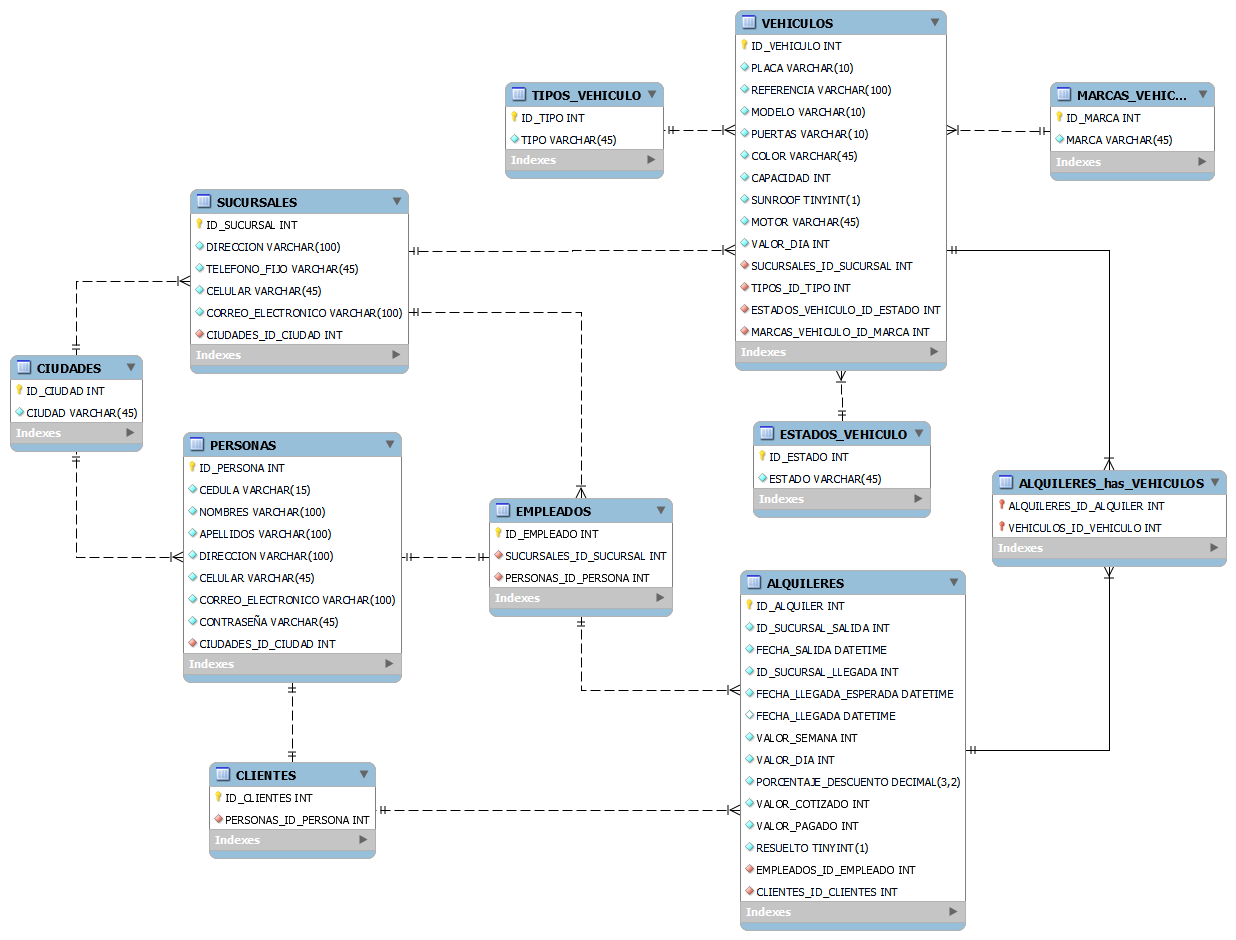 VEHICULOS
ID_VEHICULO INT
PLACA VARCHAR(10)
REFERENCIA VARCHAR(100)
MODELO VARCHAR(10)
PUERTAS VARCHAR(10)
COLOR VARCHAR(45)
CAPACIDAD INT
SUNROOF TINYINT(1)
MOTOR VARCHAR(45)
VALOR_DIA INT
SUCURSALES_ID_SUCURSAL INT
TIPOS_ID_TIPO INT
ESTADOS_VEHICULO_ID_ESTADO INT
MARCAS_VEHICULO_ID_MARCA INT
Indexes
TIPOS_VEHICULO
ID_TIPO INT
TIPO VARCHAR(45)
Indexes
MARCAS_VEHIC...
ID_MARCA INT
MARCA VARCHAR(45)
Indexes
SUCURSALES
ID_SUCURSAL INT
DIRECCION VARCHAR(100)
TELEFONO_FIJO VARCHAR(45)
CELULAR VARCHAR(45)
CORREO_ELECTRONICO VARCHAR(100)
CIUDADES_ID_CIUDAD INT
Indexes
CIUDADES
ID_CIUDAD INT
CIUDAD VARCHAR(45)
Indexes
PERSONAS
ID_PERSONA INT
CEDULA VARCHAR(15)
NOMBRES VARCHAR(100)
APELLIDOS VARCHAR(100)
DIRECCION VARCHAR(100)
CELULAR VARCHAR(45)
CORREO_ELECTRONICO VARCHAR(100)
CONTRASEÑA VARCHAR(45)
CIUDADES_ID_CIUDAD INT
Indexes
ESTADOS_VEHICULO
ID_ESTADO INT
ESTADO VARCHAR(45)
Indexes
ALQUILERES_has_VEHICULOS
ALQUILERES_ID_ALQUILER INT
VEHICULOS_ID_VEHICULO INT
Indexes
EMPLEADOS
ID_EMPLEADO INT
SUCURSALES_ID_SUCURSAL INT
PERSONAS_ID_PERSONA INT
Indexes
ALQUILERES
ID_ALQUILER INT
ID_SUCURSAL_SALIDA INT
FECHA_SALIDA DATETIME
ID_SUCURSAL_LLEGADA INT
FECHA_LLEGADA_ESPERADA DATETIME
FECHA_LLEGADA DATETIME
VALOR_SEMANA INT
VALOR_DIA INT
PORCENTAJE_DESCUENTO DECIMAL(3,2)
VALOR_COTIZADO INT
VALOR_PAGADO INT
RESUELTO TINYINT(1)
EMPLEADOS_ID_EMPLEADO INT
CLIENTES_ID_CLIENTES INT
Indexes
CLIENTES
ID_CLIENTES INT
PERSONAS_ID_PERSONA INT
Indexes